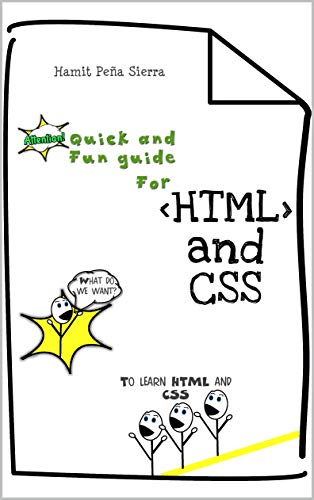 Hamit Peña Sierra
Attention!
Quick and
Fun guide
For
<HTML>
and
CSS
WHAT DO
WE WANT?
TO LEARN HTML AND
CSS